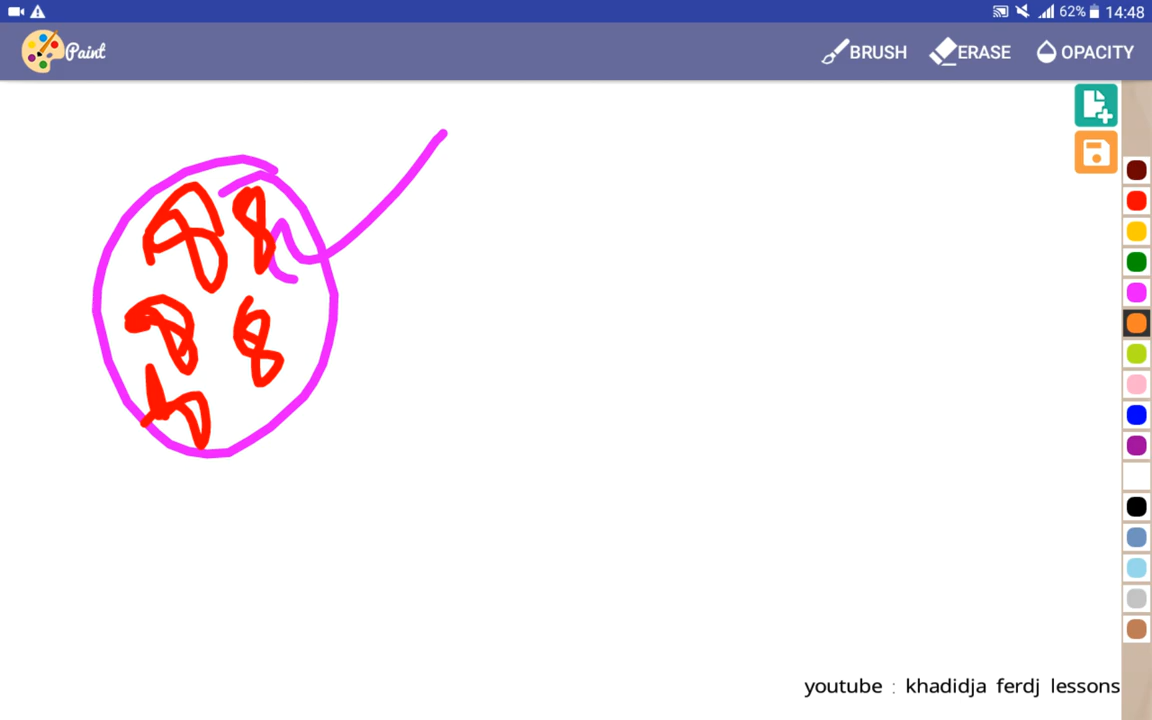 62% 14:48
Paint BRUSH ERASE OPACITY
youtube : khadidja ferdj lessons